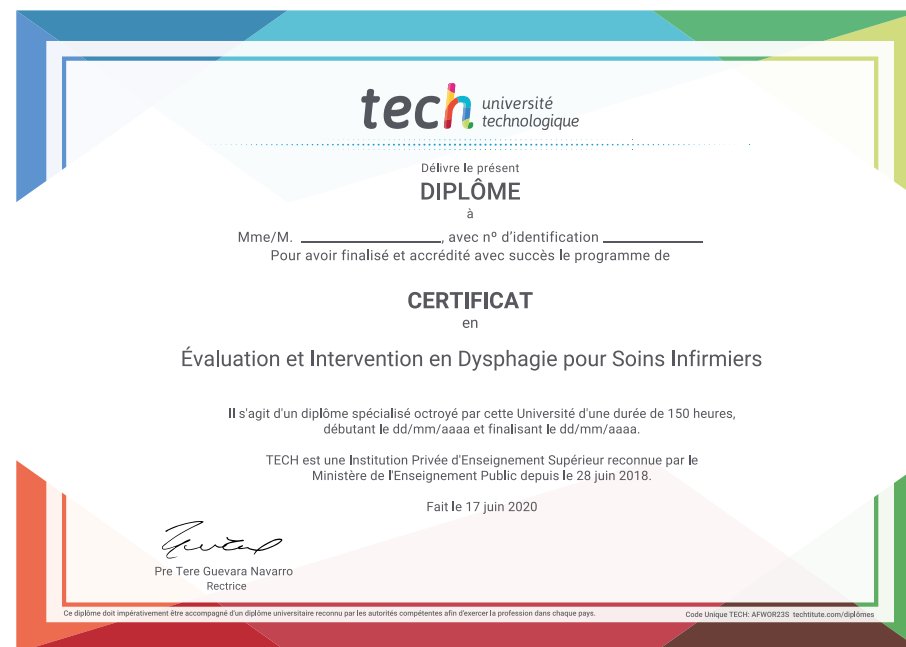 tech université
technologique
Délivre le présent
DIPLÔME
à
Mme/M. ____________, avec nº d'identification ____________
Pour avoir finalisé et accrédité avec succès le programme de
CERTIFICAT
en
Évaluation et Intervention en Dysphagie pour Soins Infirmiers
Il s'agit d'un diplôme spécialisé octroyé par cette Université d'une durée de 150 heures,
débutant le dd/mm/aaaa et finalisant le dd/mm/aaaa.
TECH est une Institution Privée d'Enseignement Supérieur reconnue par le
Ministère de l'Enseignement Public depuis le 28 juin 2018.
Fait le 17 juin 2020
Pre Tere Guevara Navarro
Rectrice
Ce diplôme doit impérativement être accompagné d'un diplôme universitaire reconnu par les autorités compétentes afin d'exercer la profession dans chaque pays.
Code Unique TECH: AFWOR23S techtitute.com/diplômes